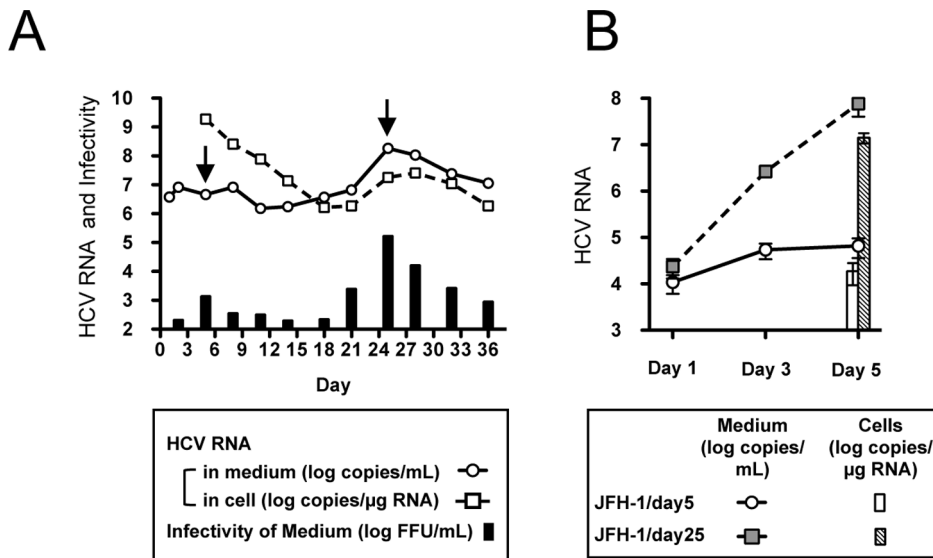 A
HCV RNA and Infectivity
10
9
8
7
6
5
4
3
2
0 3 6 9 12 15 18 21 24 27 30 33 36
Day
HCV RNA
in medium (log copies/mL)
in cell (log copies/µg RNA)
Infectivity of Medium (log FFU/mL)
B
HCV RNA
8
7
6
5
4
3
Day 1 Day 3 Day 5
Medium Cells
(log copies/ (log copies/
mL) µg RNA)
JFH-1/day5
JFH-1/day25